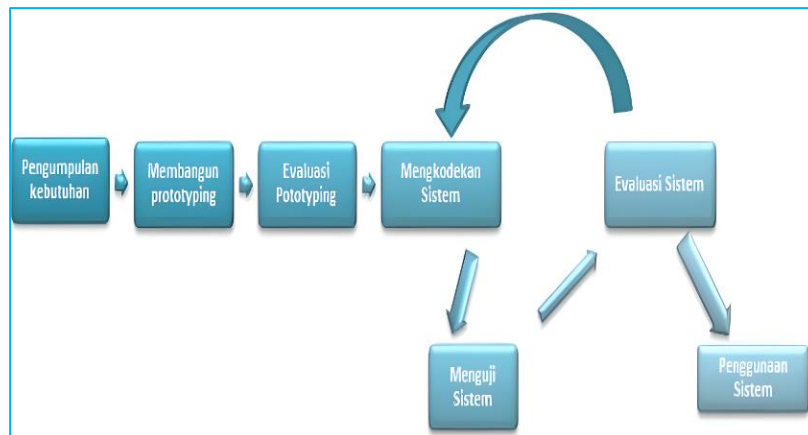 Pengumpulan
kebutuhan
Membangun
prototyping
Evaluasi
Pototyping
Mengkodekan
Sistem
Evaluasi Sistem
Menguji
Sistem
Penggunaan
Sistem